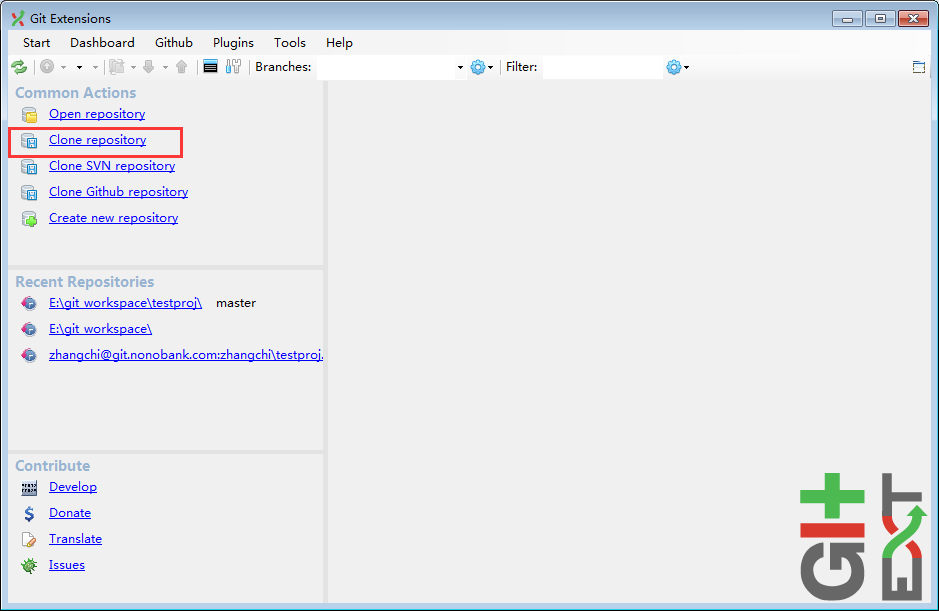 Git Extensions
Start Dashboard Github Plugins Tools Help
Branches: Filter:
Common Actions
Open repository
Clone repository
Clone SVN repository
Clone Github repository
Create new repository
Recent Repositories
E:\git workspace\testproj\ master
E:\git workspace\
zhangchi@git.nonobank.com:zhangchi\testproj.
Contribute
Develop
Donate
Translate
Issues
GIT
EXT